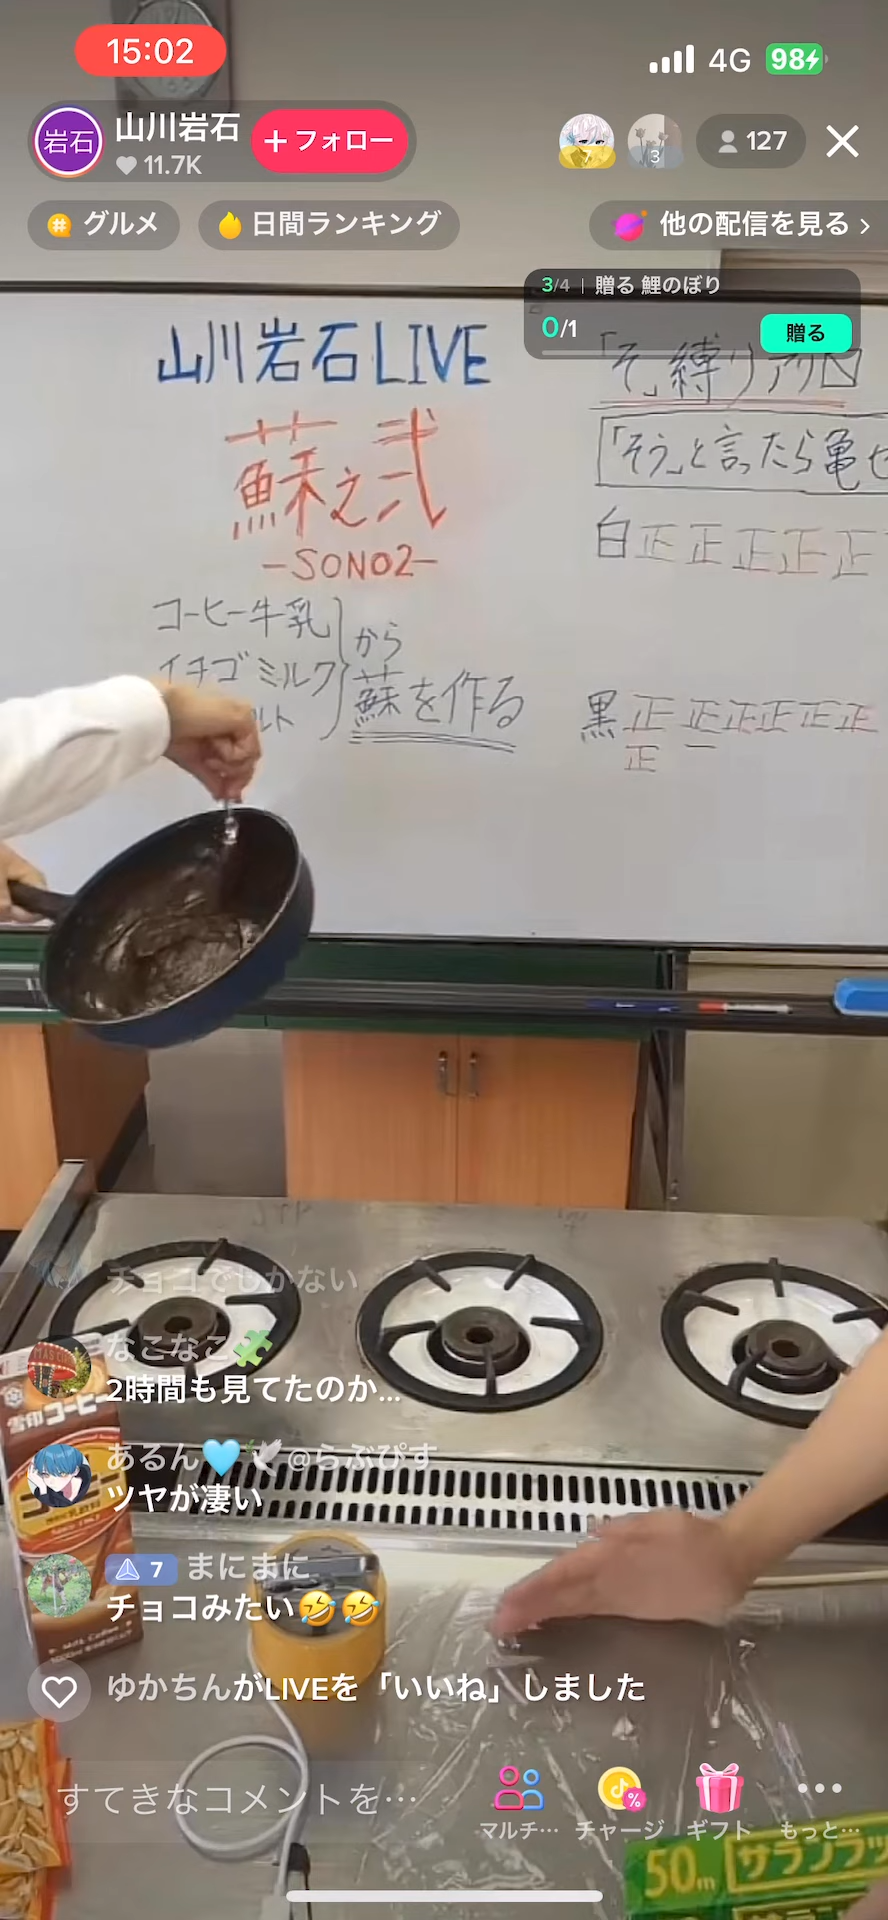 15:02
4G
98
岩石
山川岩石
11.7K
+ フォロー
3
127
グルメ
日間ランキング
他の配信を見る >
3/4 | 贈る 鯉のぼり
0/1
贈る
山川岩石LIVE
蘇之弐
-SONO2-
コーヒー牛乳
イチゴミルク
ルト
から
蘇を作る
「そ」縛りアリ
「そう」と言ったら亀
白 正正正正正
黒 正正正正正正
正
チョコでしかない
なこなこ
2時間も見てたのか...
雪印コーヒー
あるん🩵🕊@らぶぴす
ツヤが凄い
7 まにまに
チョコみたい🤣🤣
ゆかちんがLIVEを「いいね」しました
すてきなコメントを…
マルチ…
チャージ
ギフト
もっと…
50m
サランラッ